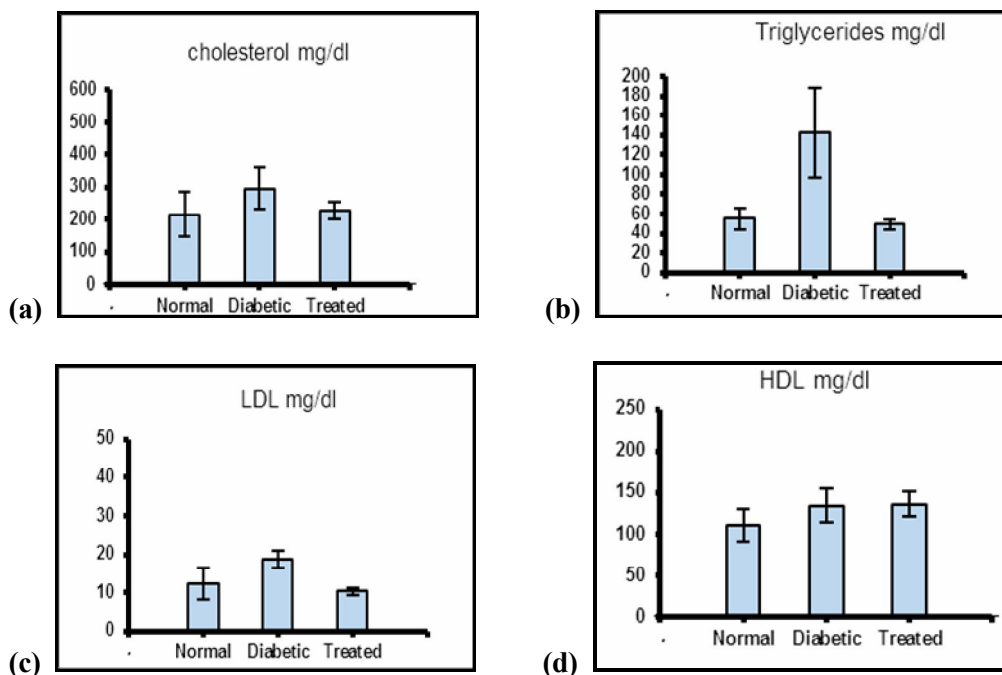 cholesterol mg/dl
600
500
400
300
200
100
0
Normal Diabetic Treated
(a)
Triglycerides mg/dl
200
180
160
140
120
100
80
60
40
20
0
Normal Diabetic Treated
(b)
LDL mg/dl
50
40
30
20
10
0
Normal Diabetic Treated
(c)
HDL mg/dl
250
200
150
100
50
0
Normal Diabetic Treated
(d)